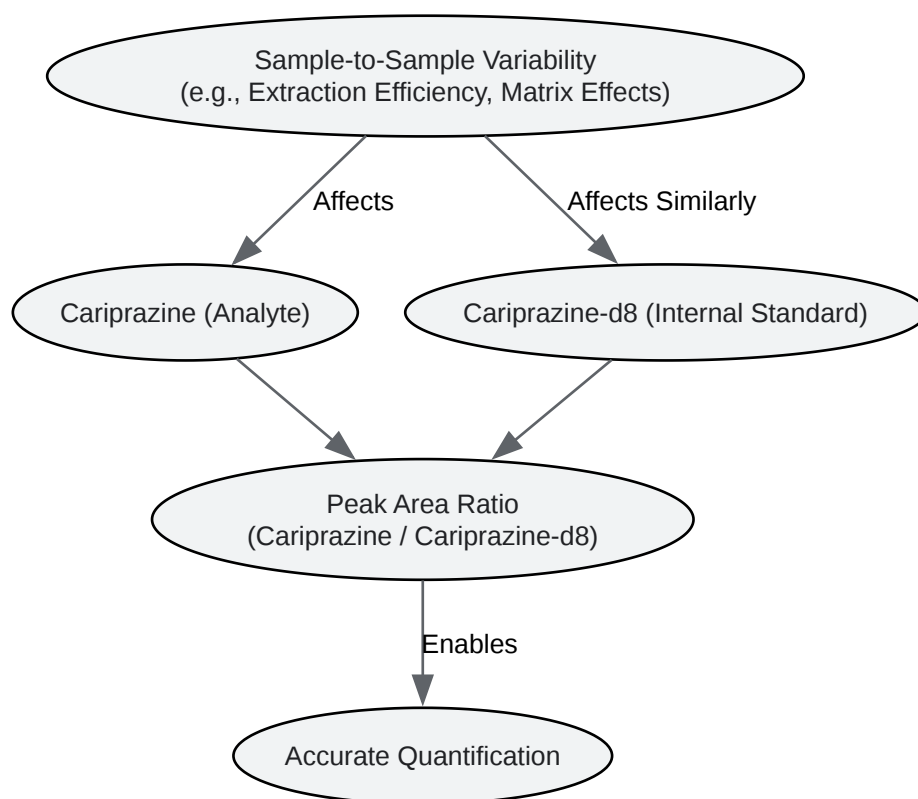 Sample-to-Sample Variability
(e.g., Extraction Efficiency, Matrix Effects)
Affects
Affects Similarly
Cariprazine (Analyte)
Cariprazine-d8 (Internal Standard)
Peak Area Ratio
(Cariprazine / Cariprazine-d8)
Enables
Accurate Quantification